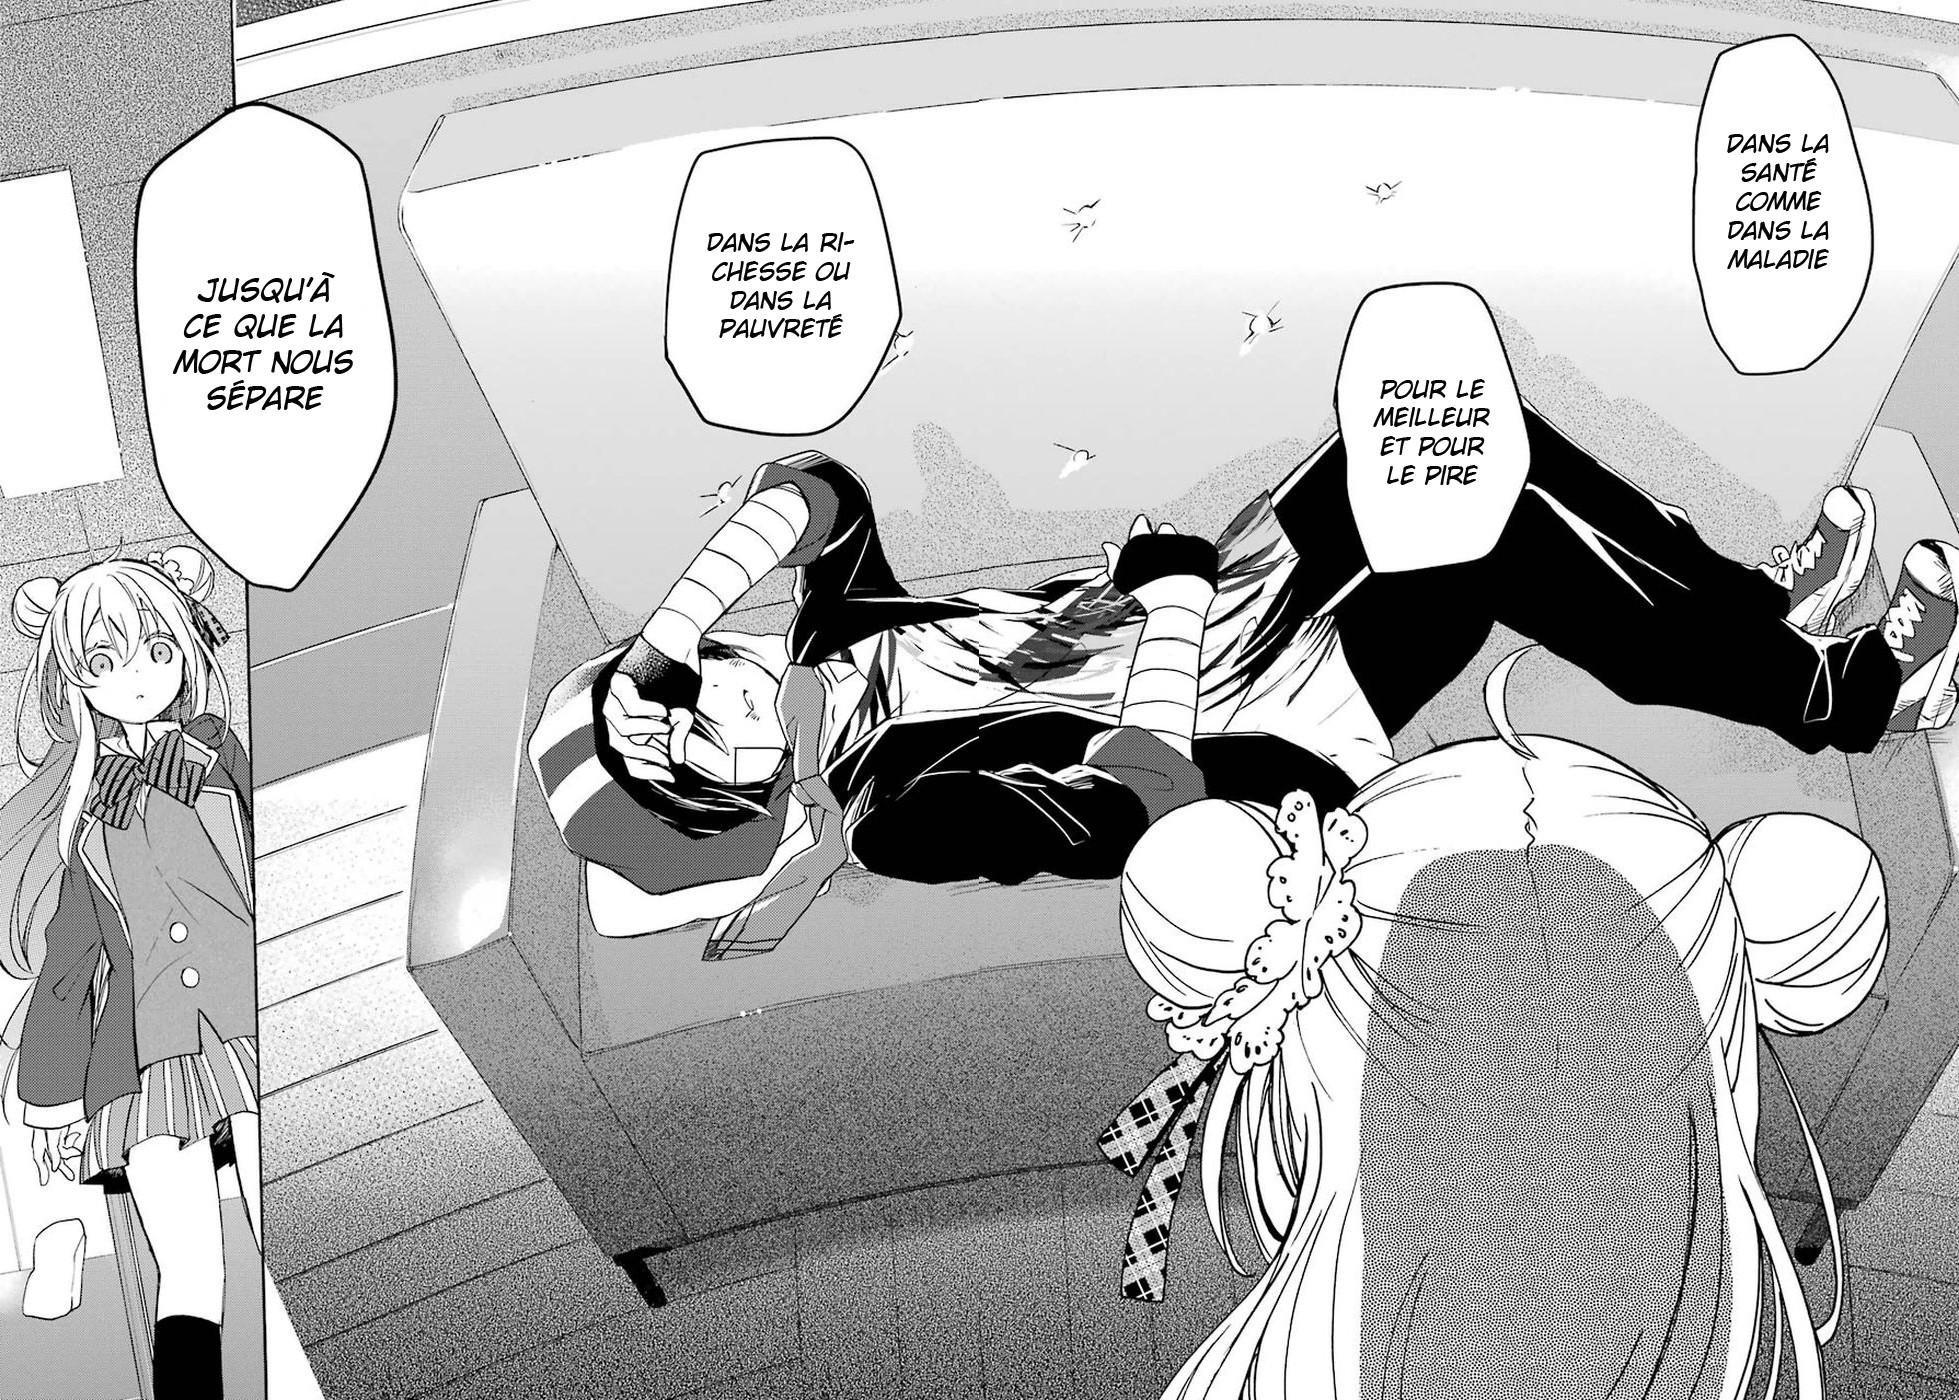 DANS LA
SANTÉ
COMME
DANS LA
MALADIE
POUR LE
MEILLEUR
ET POUR
LE PIRE
DANS LA RI-
CHESSE OU
DANS LA
PAUVRETÉ
JUSQU'À
CE QUE LA
MORT NOUS
SÉPARE